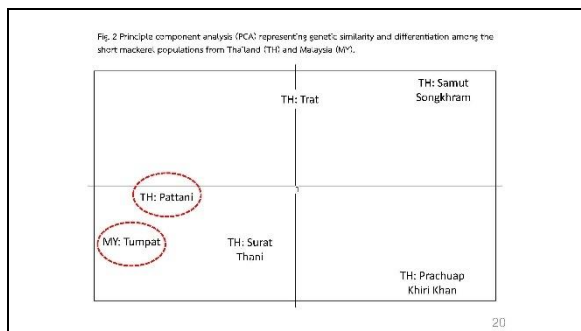 Fig. 2 Principle component analysis (PCA) representing genetic similarity and differentiation among the
short mackerel populations from Thailand (TH) and Malaysia (MY).
TH: Samut
Songkhram
TH: Trat
1
TH: Pattani
MY: Tumpat
TH: Surat
Thani
TH: Prachuap
Khiri Khan
20